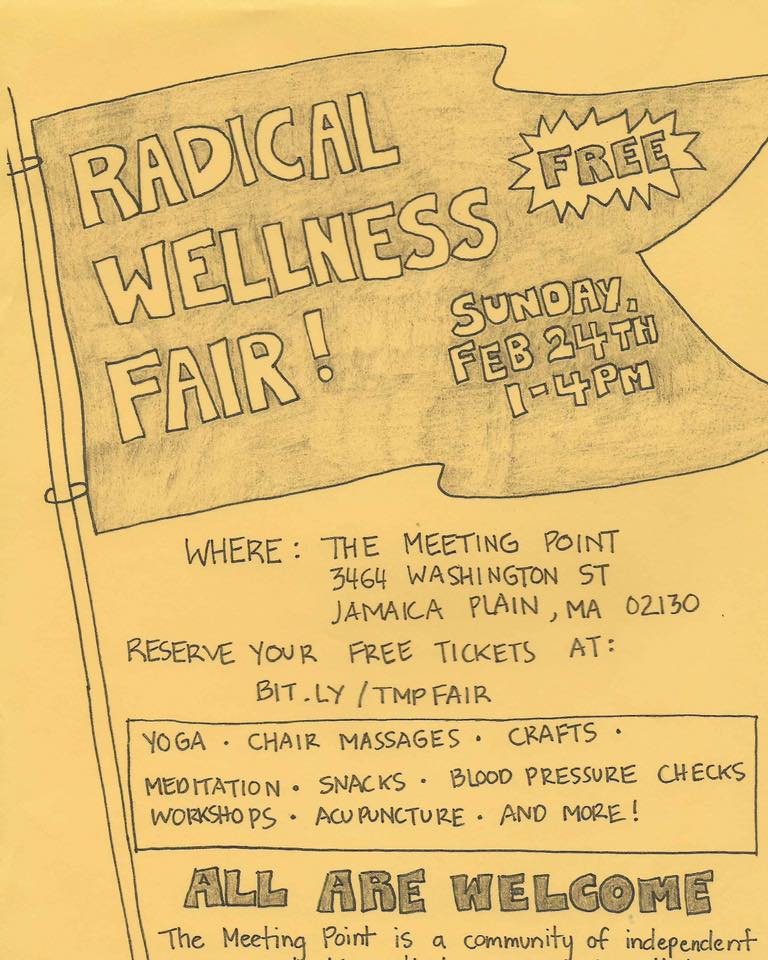 RADICAL
WELLNESS
FAIR!
FREE
SUNDAY,
FEB 24TH
1-4PM
WHERE: THE MEETING POINT
3464 WASHINGTON ST
JAMAICA PLAIN, MA 02130
RESERVE YOUR FREE TICKETS AT:
BIT.LY/TMPFAIR
YOGA · CHAIR MASSAGES · CRAFTS ·
MEDITATION · SNACKS · BLOOD PRESSURE CHECKS
WORKSHOPS · ACUPUNCTURE · AND MORE!
ALL ARE WELCOME
The Meeting Point is a community of independent